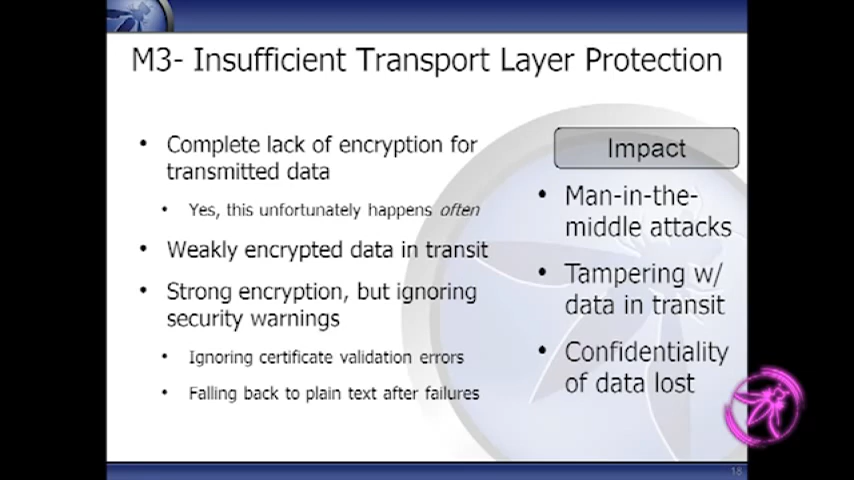 M3- Insufficient Transport Layer Protection
• Complete lack of encryption for
transmitted data
• Yes, this unfortunately happens often
• Weakly encrypted data in transit
• Strong encryption, but ignoring
security warnings
• Ignoring certificate validation errors
• Falling back to plain text after failures
Impact
• Man-in-the-
middle attacks
• Tampering w/
data in transit
• Confidentiality
of data lost
18